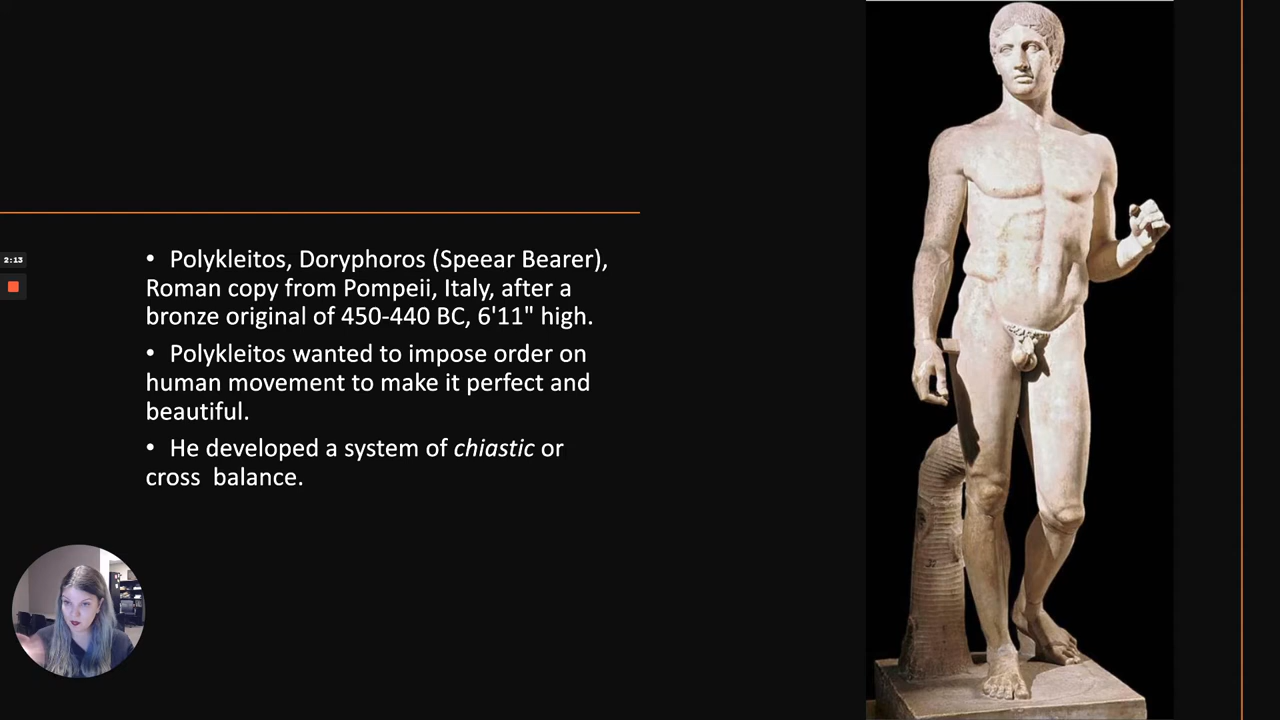 • Polykleitos, Doryphoros (Speear Bearer),
Roman copy from Pompeii, Italy, after a
bronze original of 450-440 BC, 6'11" high.
• Polykleitos wanted to impose order on
human movement to make it perfect and
beautiful.
• He developed a system of chiastic or
cross  balance.
2:13